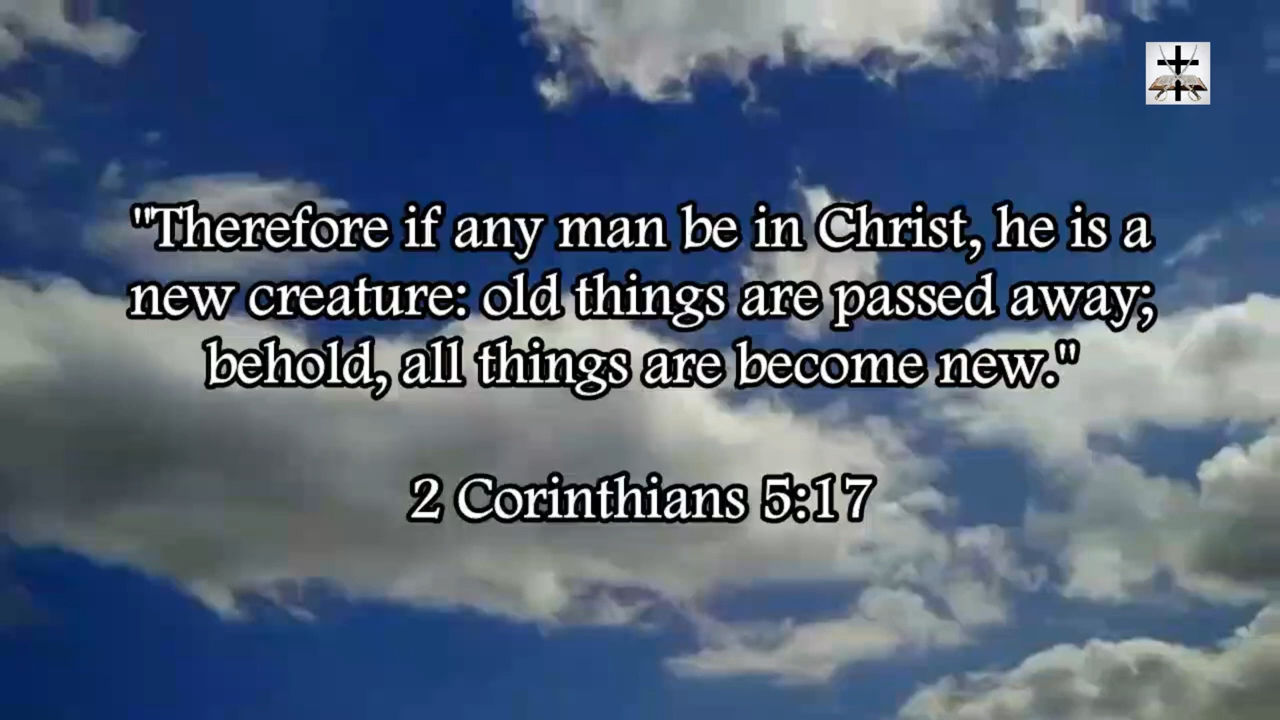 "Therefore if any man be in Christ, he is a
new creature: old things are passed away;
behold, all things are become new."
2 Corinthians 5:17